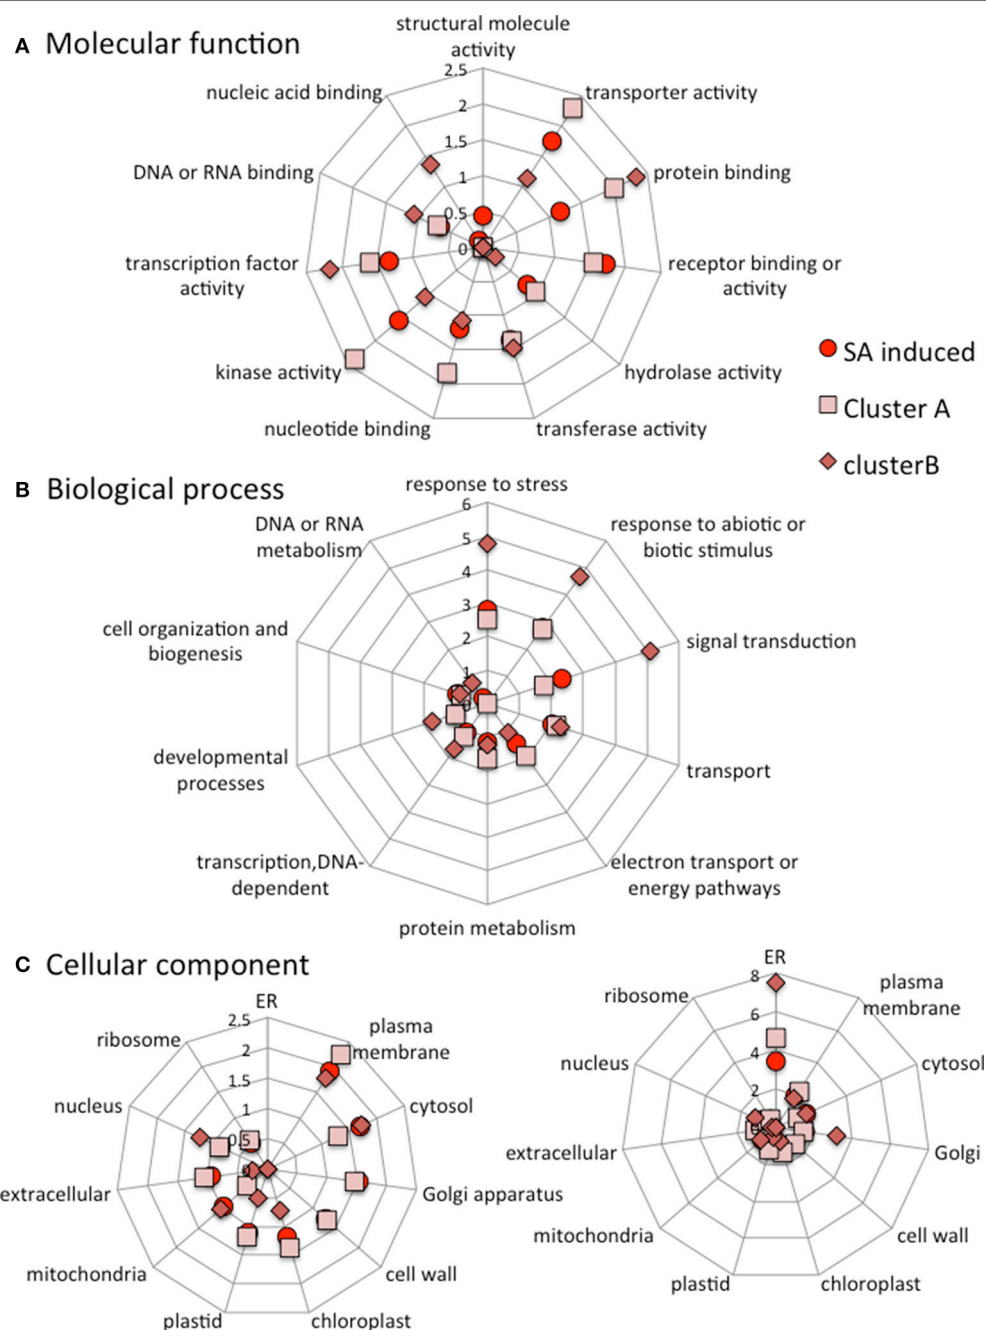 A Molecular function
structural molecule
activity
transporter activity
protein binding
receptor binding or
activity
hydrolase activity
transferase activity
nucleotide binding
kinase activity
transcription factor
activity
DNA or RNA binding
nucleic acid binding
2.5
2
1.5
1
0.5
0
SA induced
Cluster A
clusterB
B Biological process
response to stress
response to abiotic or
biotic stimulus
signal transduction
transport
electron transport or
energy pathways
protein metabolism
transcription,DNA-
dependent
developmental
processes
cell organization and
biogenesis
DNA or RNA
metabolism
6
5
4
3
2
1
0
C Cellular component
ER
plasma
membrane
cytosol
Golgi apparatus
cell wall
chloroplast
plastid
mitochondria
extracellular
nucleus
ribosome
2.5
2
1.5
1
0.5
0
ER
plasma
membrane
cytosol
Golgi
cell wall
chloroplast
plastid
mitochondria
extracellular
nucleus
ribosome
8
6
4
2
0